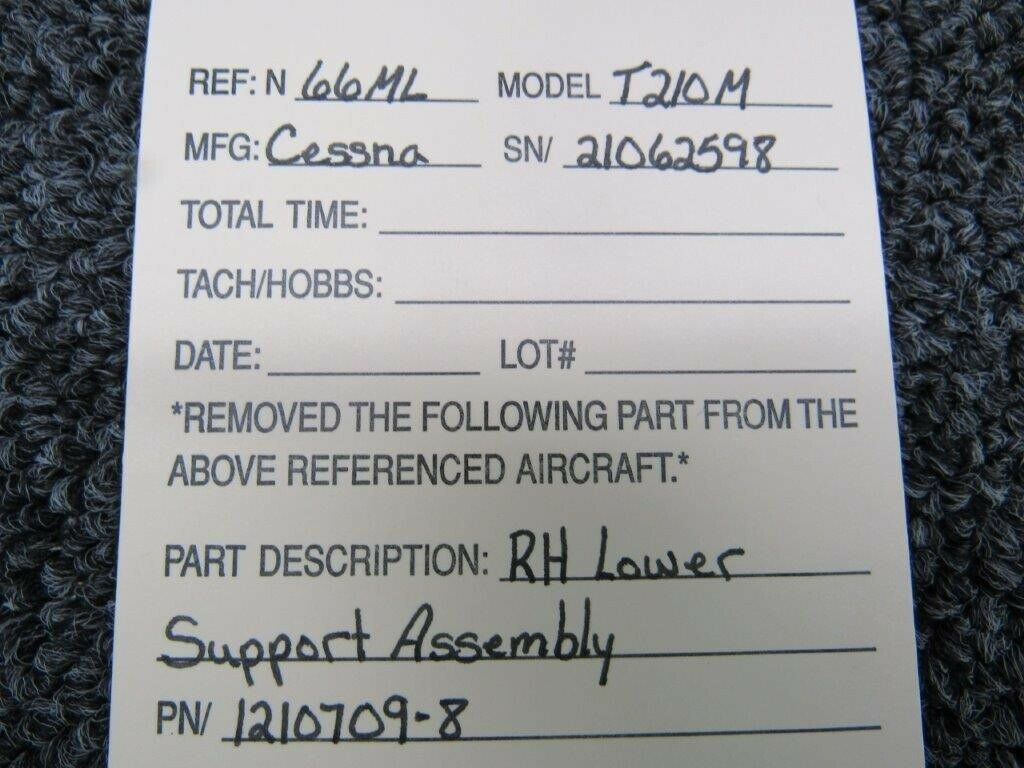 REF: N 66ML MODEL T210M
MFG: Cessna SN/ 21062598
TOTAL TIME:
TACH/HOBBS:
DATE: LOT#
*REMOVED THE FOLLOWING PART FROM THE
ABOVE REFERENCED AIRCRAFT.*
PART DESCRIPTION: RH Lower
Support Assembly
PN/ 1210709-8